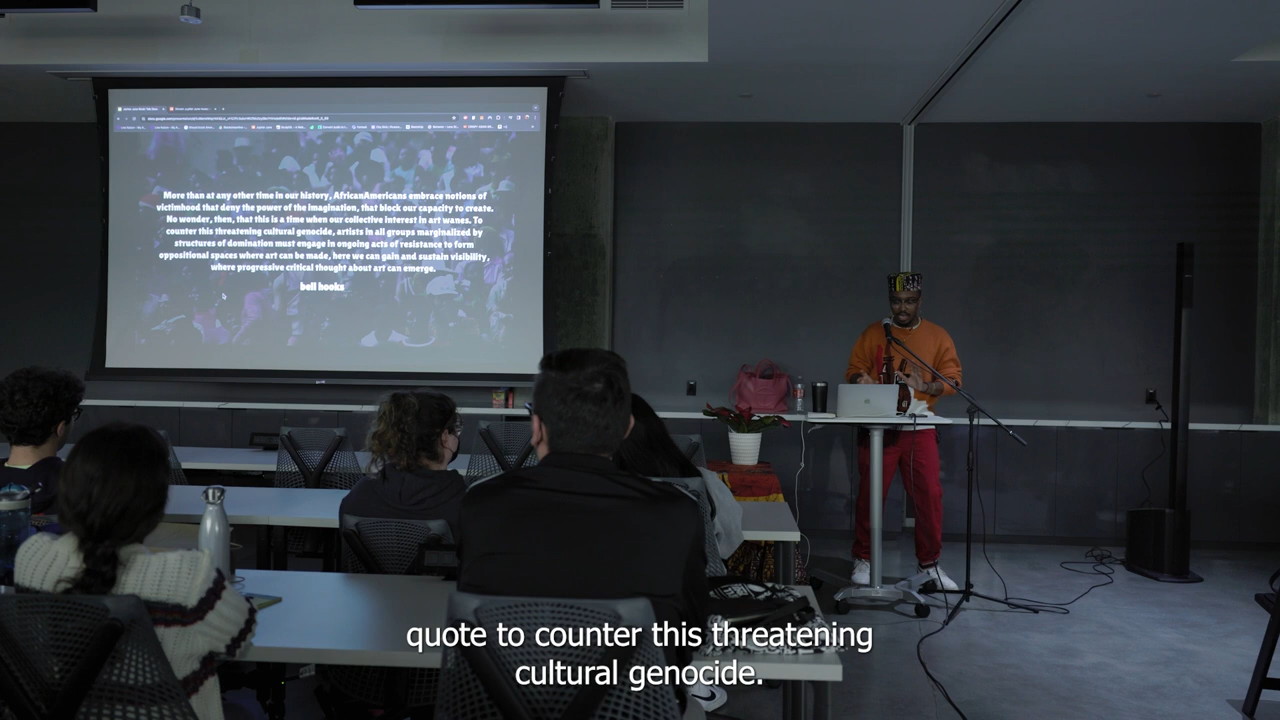 More than at any other time in our history, AfricanAmericans embrace notions of
victimhood that deny the power of the imagination, that block our capacity to create.
No wonder, then, that this is a time when our collective interest in art wanes. To
counter this threatening cultural genocide, artists in all groups marginalized by
structures of domination must engage in ongoing acts of resistance to form
oppositional spaces where art can be made, here we can gain and sustain visibility,
where progressive critical thought about art can emerge.
bell hooks
quote to counter this threatening
cultural genocide.